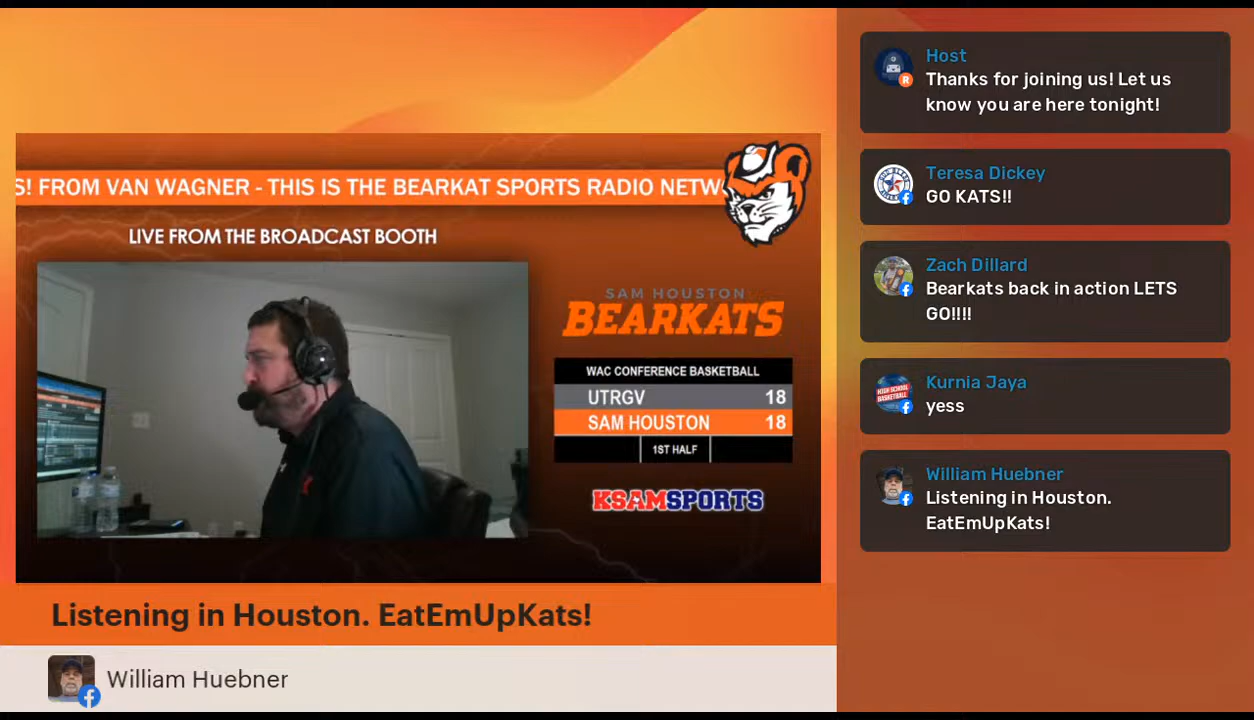 S! FROM VAN WAGNER - THIS IS THE BEARKAT SPORTS RADIO NETW
LIVE FROM THE BROADCAST BOOTH
SAM HOUSTON
BEARKATS
WAC CONFERENCE BASKETBALL
UTRGV 18
SAM HOUSTON 18
1ST HALF
KSAMSPORTS
Listening in Houston. EatEmUpKats!
William Huebner
Host
Thanks for joining us! Let us
know you are here tonight!
Teresa Dickey
GO KATS!!
Zach Dillard
Bearkats back in action LETS
GO!!!!
Kurnia Jaya
yess
William Huebner
Listening in Houston.
EatEmUpKats!